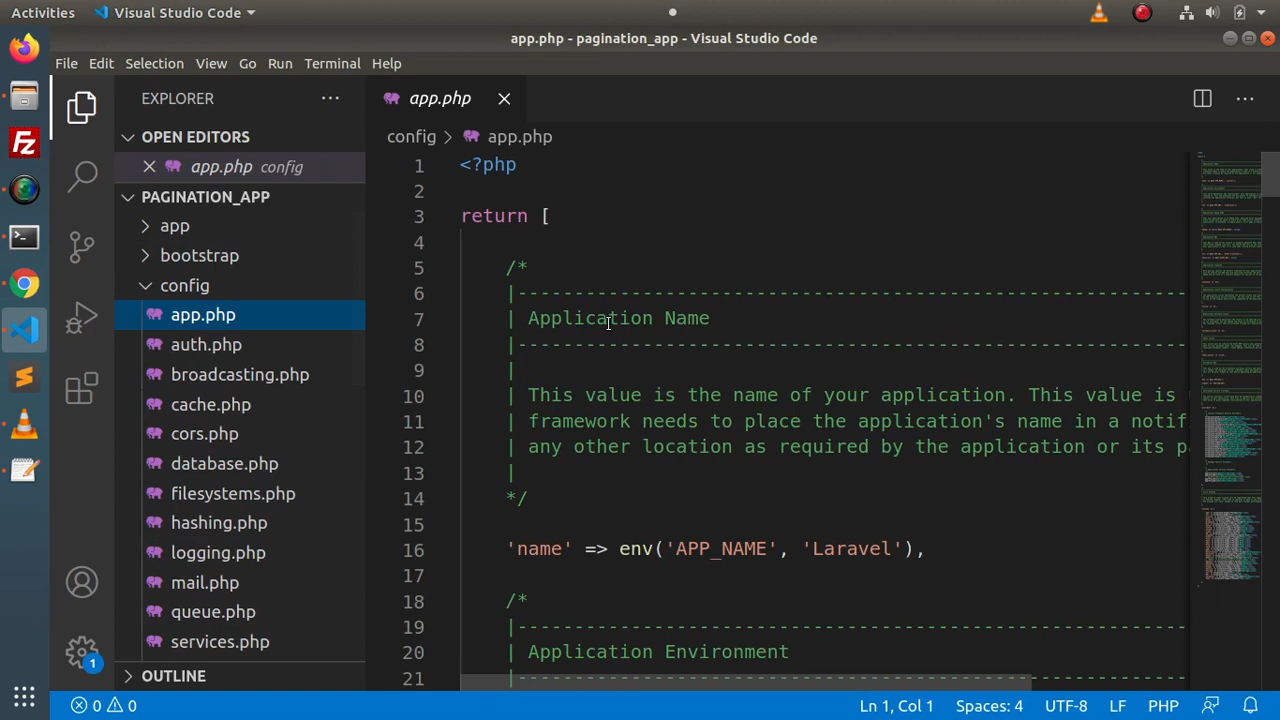 Activities
Visual Studio Code
app.php - pagination_app - Visual Studio Code
File Edit Selection View Go Run Terminal Help
EXPLORER
OPEN EDITORS
app.php config
PAGINATION_APP
app
bootstrap
config
app.php
auth.php
broadcasting.php
cache.php
cors.php
database.php
filesystems.php
hashing.php
logging.php
mail.php
queue.php
services.php
OUTLINE
1
app.php
config > app.php
1 <?php
2
3 return [
4
5 /*
6 |--------------------------------------------------------------------------
7 | Application Name
8 |--------------------------------------------------------------------------
9 |
10 | This value is the name of your application. This value is
11 | framework needs to place the application's name in a notif
12 | any other location as required by the application or its p
13 |
14 */
15
16 'name' => env('APP_NAME', 'Laravel'),
17
18 /*
19 |--------------------------------------------------------------------------
20 | Application Environment
21 |--------------------------------------------------------------------------
0 0
Ln 1, Col 1 Spaces: 4 UTF-8 LF PHP